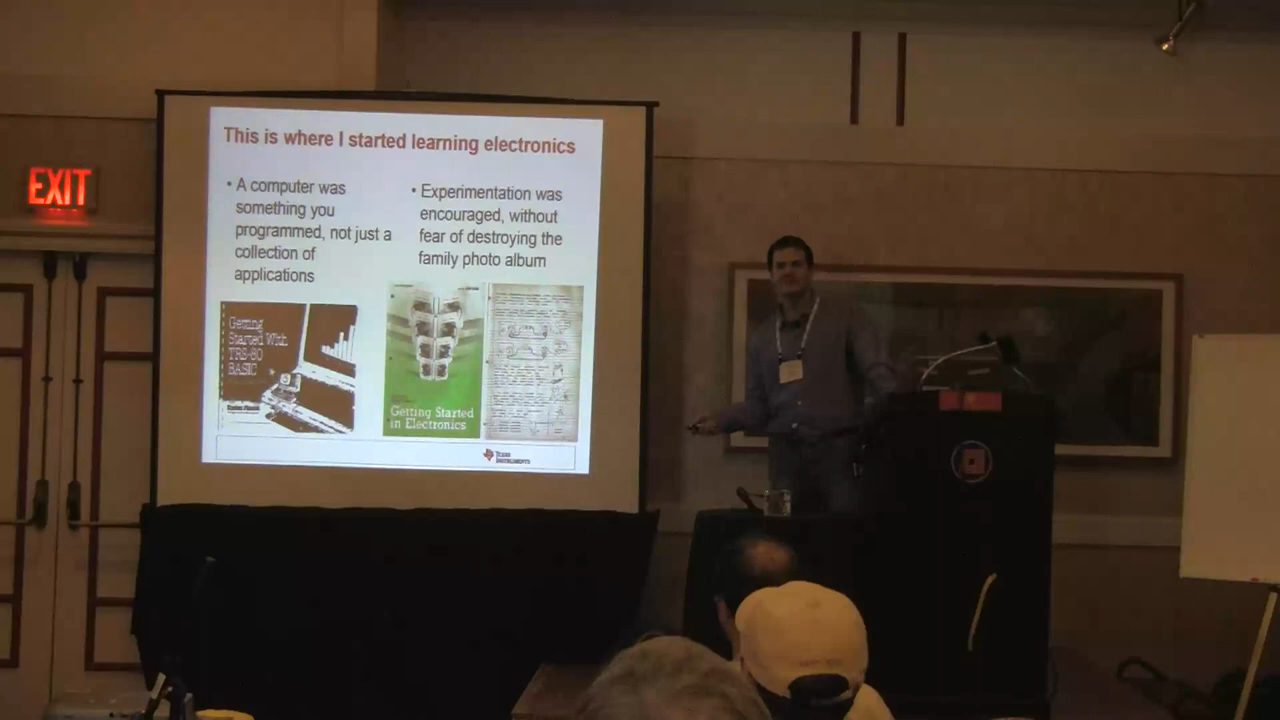 EXIT
This is where I started learning electronics
• A computer was
something you
programmed, not just a
collection of
applications
• Experimentation was
encouraged, without
fear of destroying the
family photo album
Getting
Started With
TRS-80
BASIC
Getting Started
in Electronics
TEXAS
INSTRUMENTS